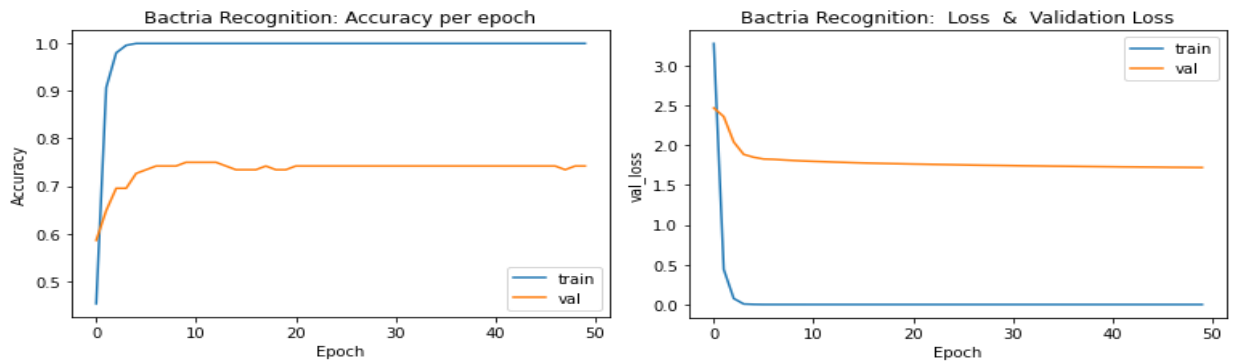 Bactria Recognition: Accuracy per epoch
1.0
0.9
0.8
0.7
0.6
0.5
Accuracy
train
val
0
10
20
30
40
50
Epoch
Bactria Recognition: Loss & Validation Loss
3.0
2.5
2.0
1.5
1.0
0.5
0.0
val_loss
train
val
0
10
20
30
40
50
Epoch